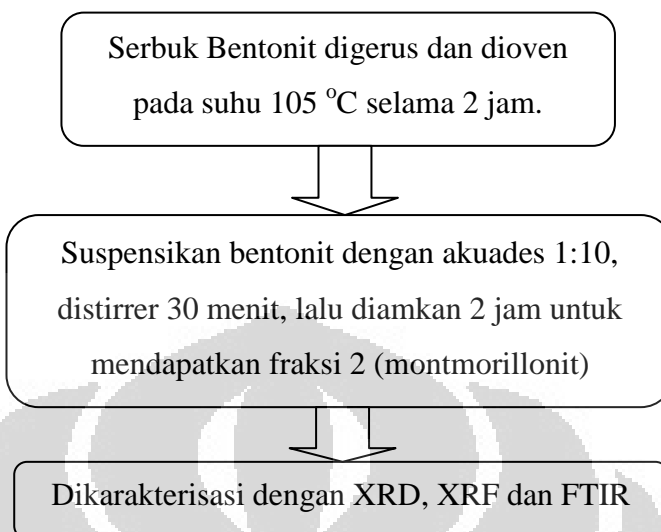 Serbuk Bentonit digerus dan dioven
pada suhu 105 °C selama 2 jam.
Suspensikan bentonit dengan akuades 1:10,
distirrer 30 menit, lalu diamkan 2 jam untuk
mendapatkan fraksi 2 (montmorillonit)
Dikarakterisasi dengan XRD, XRF dan FTIR